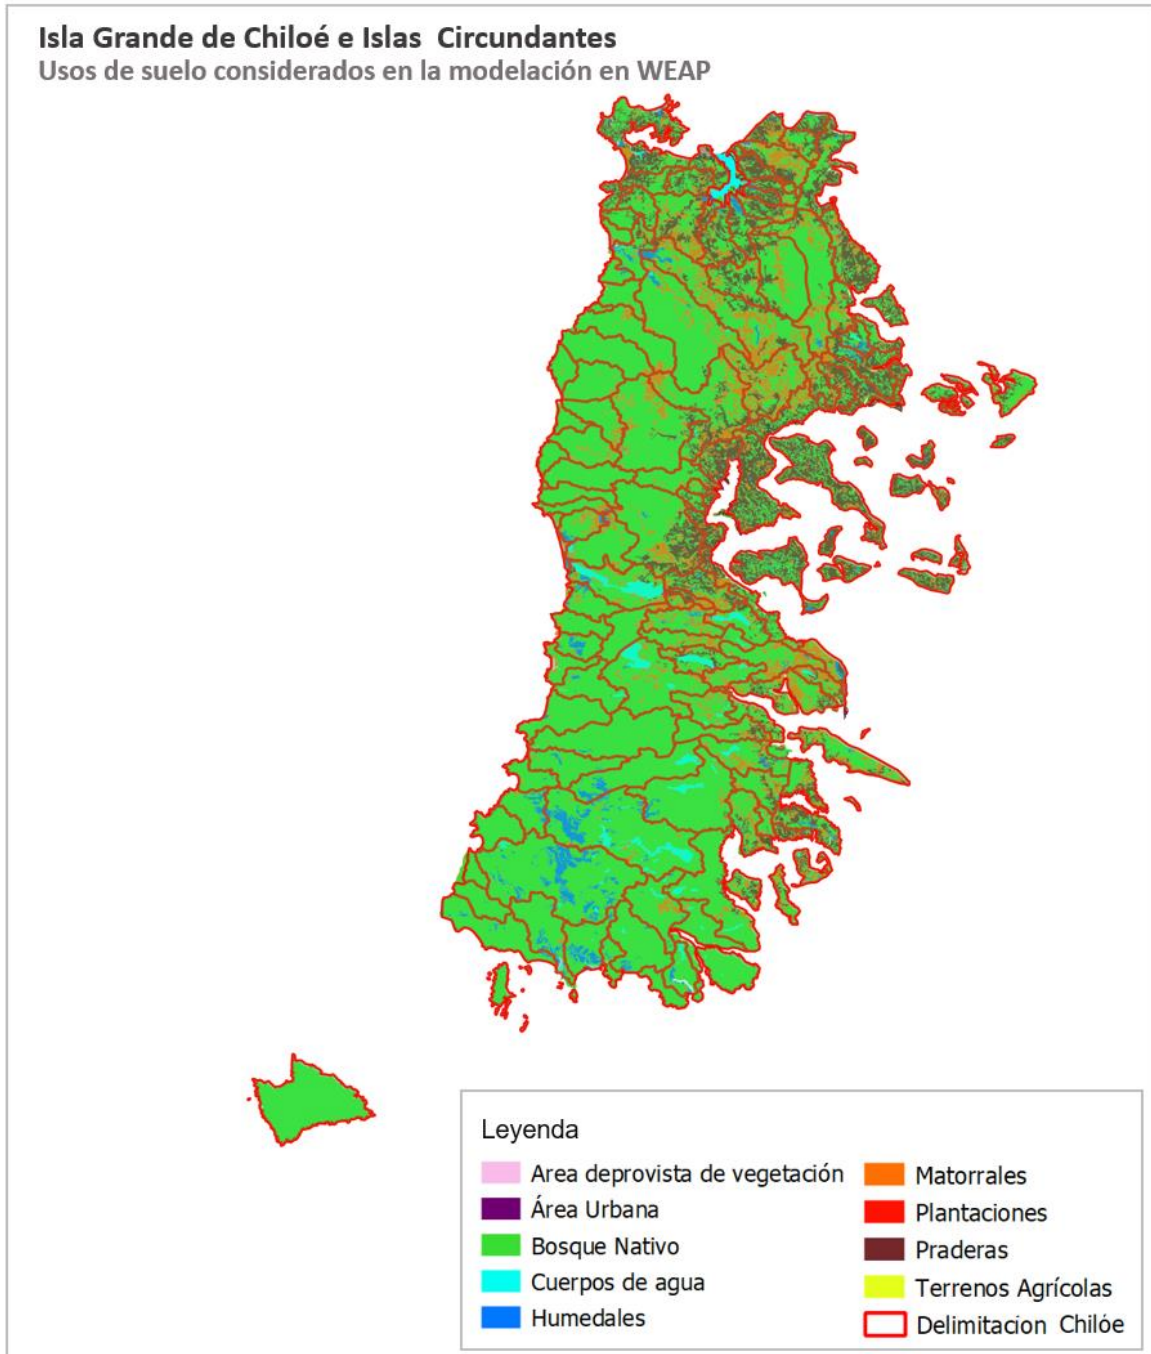 Isla Grande de Chiloé e Islas Circundantes
Usos de suelo considerados en la modelación en WEAP
Leyenda
Area deprovista de vegetación
Área Urbana
Bosque Nativo
Cuerpos de agua
Humedales
Matorrales
Plantaciones
Praderas
Terrenos Agrícolas
Delimitacion Chilóe